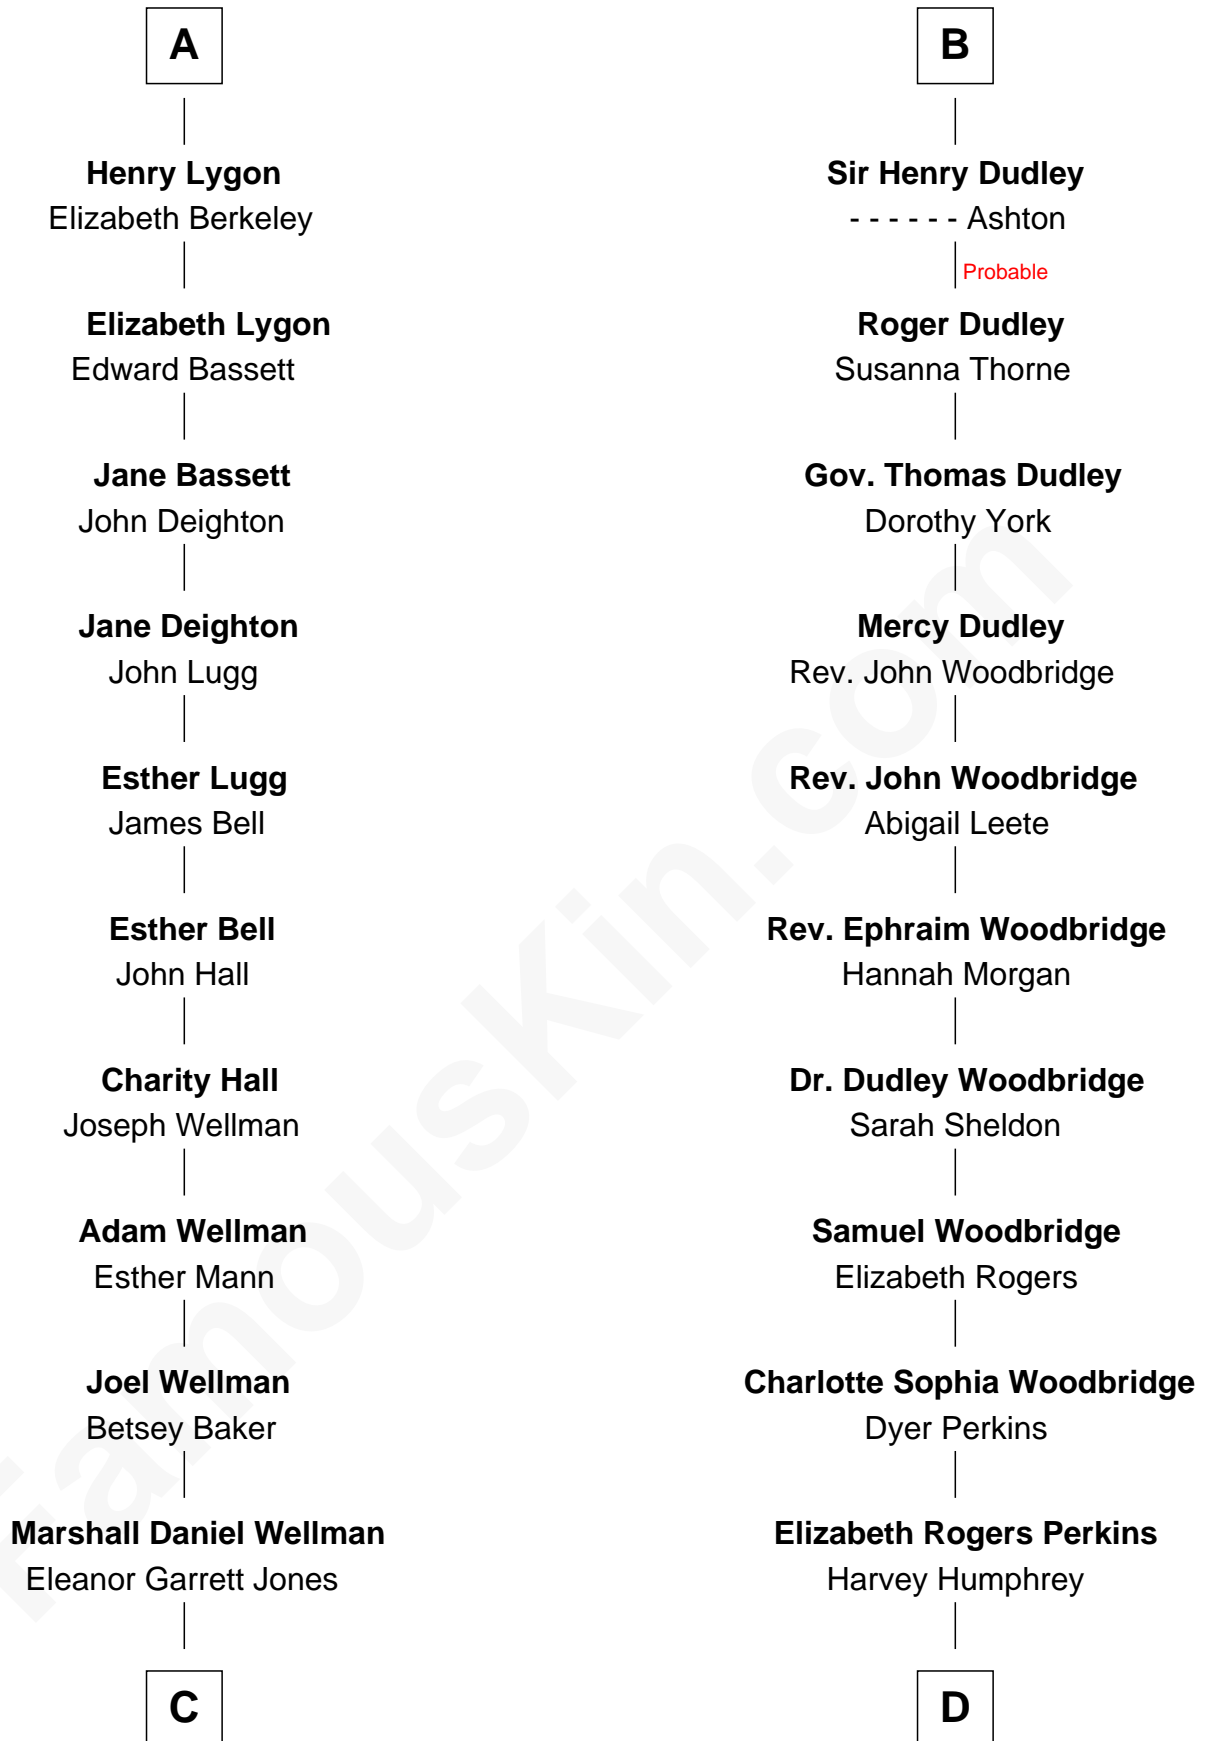 A
Henry Lygon
Elizabeth Berkeley
Elizabeth Lygon
Edward Bassett
Jane Bassett
John Deighton
Jane Deighton
John Lugg
Esther Lugg
James Bell
Esther Bell
John Hall
Charity Hall
Joseph Wellman
Adam Wellman
Esther Mann
Joel Wellman
Betsey Baker
Marshall Daniel Wellman
Eleanor Garrett Jones
C
B
Sir Henry Dudley
- - - - - - Ashton
Probable
Roger Dudley
Susanna Thorne
Gov. Thomas Dudley
Dorothy York
Mercy Dudley
Rev. John Woodbridge
Rev. John Woodbridge
Abigail Leete
Rev. Ephraim Woodbridge
Hannah Morgan
Dr. Dudley Woodbridge
Sarah Sheldon
Samuel Woodbridge
Elizabeth Rogers
Charlotte Sophia Woodbridge
Dyer Perkins
Elizabeth Rogers Perkins
Harvey Humphrey
D
FamousKin.com